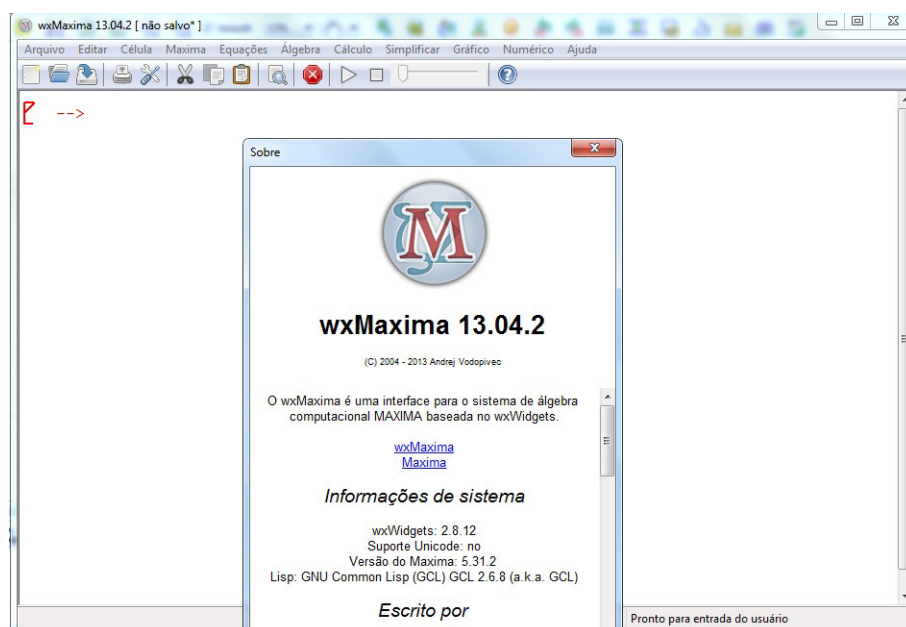 wxMaxima 13.04.2 [ não salvo* ]
Arquivo Editar Célula Maxima Equações Álgebra Cálculo Simplificar Gráfico Numérico Ajuda
-->
Sobre
wxMaxima 13.04.2
(C) 2004 - 2013 Andrej Vodopivec
O wxMaxima é uma interface para o sistema de álgebra
computacional MAXIMA baseada no wxWidgets.
wxMaxima
Maxima
Informações de sistema
wxWidgets: 2.8.12
Suporte Unicode: no
Versão do Maxima: 5.31.2
Lisp: GNU Common Lisp (GCL) GCL 2.6.8 (a.k.a. GCL)
Escrito por
Pronto para entrada do usuário